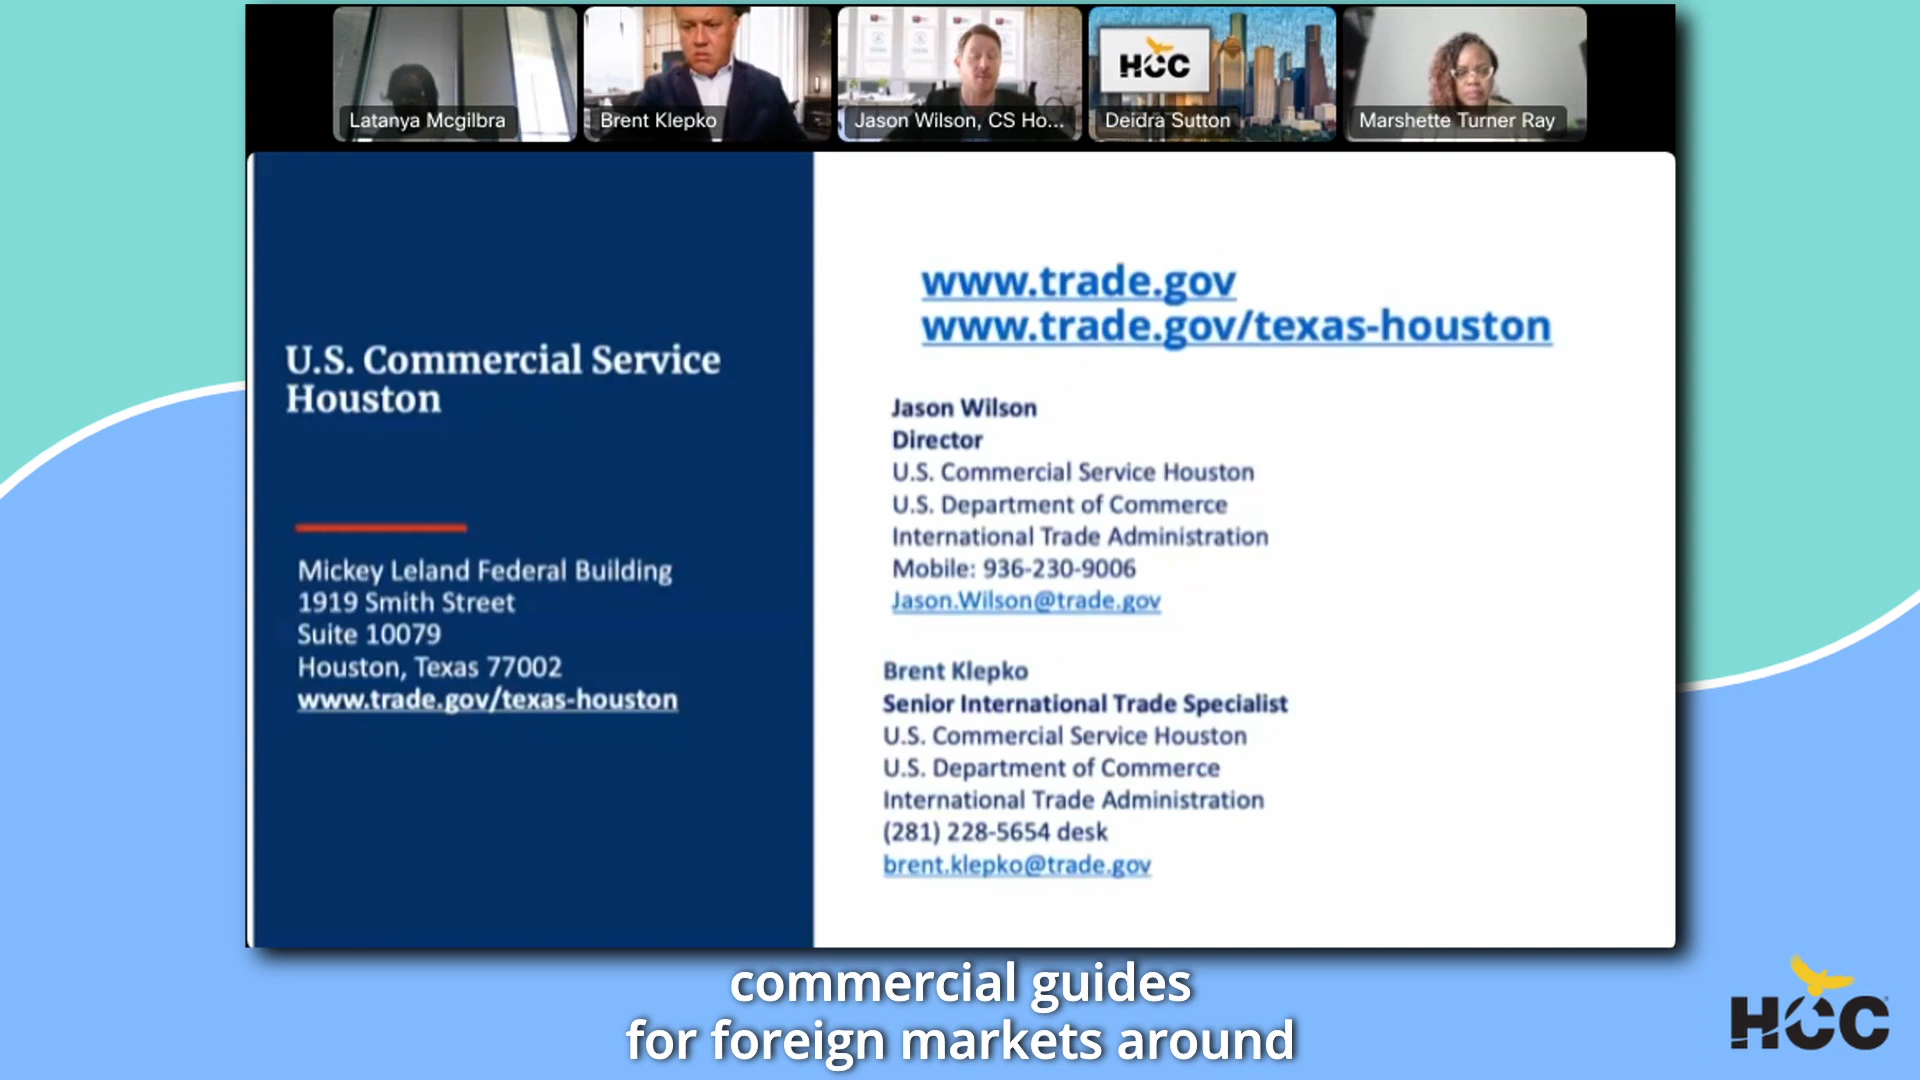 Latanya Mcgilbra
Brent Klepko
Jason Wilson, CS Ho...
HCC
Deidra Sutton
Marshette Turner Ray
U.S. Commercial Service
Houston
Mickey Leland Federal Building
1919 Smith Street
Suite 10079
Houston, Texas 77002
www.trade.gov/texas-houston
www.trade.gov
www.trade.gov/texas-houston
Jason Wilson
Director
U.S. Commercial Service Houston
U.S. Department of Commerce
International Trade Administration
Mobile: 936-230-9006
Jason.Wilson@trade.gov
Brent Klepko
Senior International Trade Specialist
U.S. Commercial Service Houston
U.S. Department of Commerce
International Trade Administration
(281) 228-5654 desk
brent.klepko@trade.gov
commercial guides
for foreign markets around
HCC